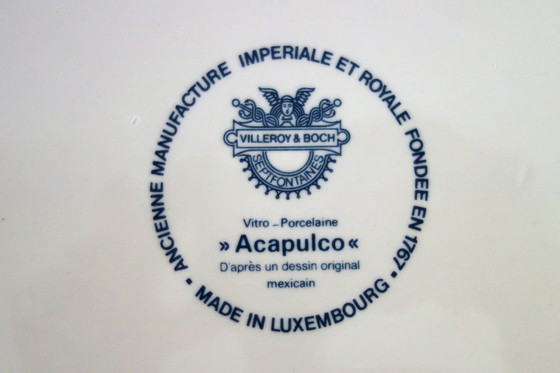 ANCIENNE MANUFACTURE IMPERIALE ET ROYALE FONDEE EN 1767
VILLEROY & BOCH
SEPTFONTAINES
Vitro-Porcelaine
»Acapulco«
D'après un dessin original
mexicain
• MADE IN LUXEMBOURG •